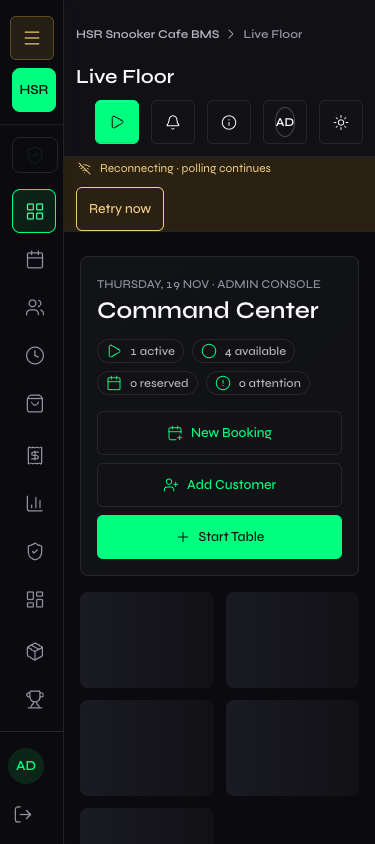 HSR
HSR Snooker Cafe BMS > Live Floor
Live Floor
AD
Reconnecting · polling continues
Retry now
THURSDAY, 19 NOV · ADMIN CONSOLE
Command Center
1 active
4 available
0 reserved
0 attention
New Booking
Add Customer
+ Start Table
AD